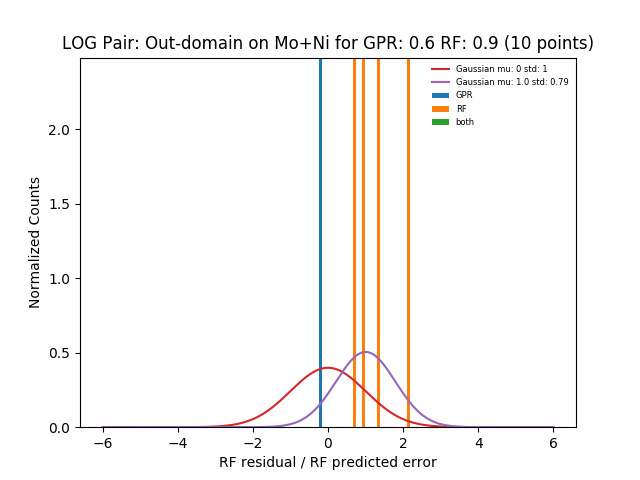 LOG Pair: Out-domain on Mo+Ni for GPR: 0.6 RF: 0.9 (10 points)
Gaussian mu: 0 std: 1
Gaussian mu: 1.0 std: 0.79
GPR
RF
both
Normalized Counts
2.0
1.5
1.0
0.5
0.0
−6 −4 −2 0 2 4 6
RF residual / RF predicted error